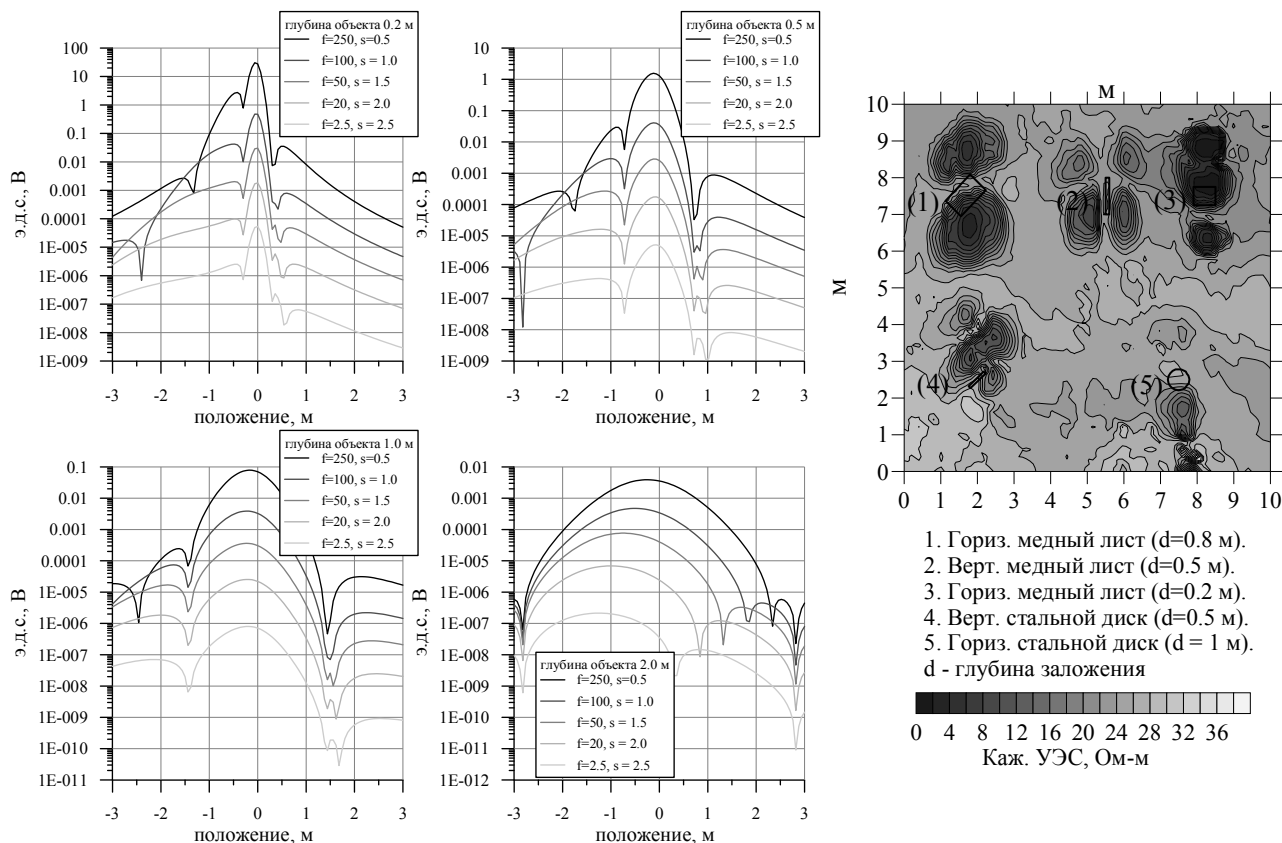 глубина объекта 0.2 м
f=250, s=0.5
f=100, s = 1.0
f=50, s = 1.5
f=20, s = 2.0
f=2.5, s = 2.5
100
10
1
0.1
0.01
0.001
0.0001
1E-005
1E-006
1E-007
1E-008
1E-009
э.д.с., В
-3 -2 -1 0 1 2 3
положение, м
глубина объекта 0.5 м
f=250, s=0.5
f=100, s = 1.0
f=50, s = 1.5
f=20, s = 2.0
f=2.5, s = 2.5
10
1
0.1
0.01
0.001
0.0001
1E-005
1E-006
1E-007
1E-008
1E-009
э.д.с., В
-3 -2 -1 0 1 2 3
положение, м
глубина объекта 1.0 м
f=250, s=0.5
f=100, s = 1.0
f=50, s = 1.5
f=20, s = 2.0
f=2.5, s = 2.5
0.1
0.01
0.001
0.0001
1E-005
1E-006
1E-007
1E-008
1E-009
1E-010
1E-011
э.д.с., В
-3 -2 -1 0 1 2 3
положение, м
0.1
0.01
0.001
0.0001
1E-005
1E-006
1E-007
1E-008
1E-009
1E-010
1E-011
1E-012
э.д.с., В
глубина объекта 2.0 м
f=250, s=0.5
f=100, s = 1.0
f=50, s = 1.5
f=20, s = 2.0
f=2.5, s = 2.5
-3 -2 -1 0 1 2 3
положение, м
м
м
10
9
8
7
6
5
4
3
2
1
0
(1)
(2)
(3)
(4)
(5)
0 1 2 3 4 5 6 7 8 9 10
1. Гориз. медный лист (d=0.8 м).
2. Верт. медный лист (d=0.5 м).
3. Гориз. медный лист (d=0.2 м).
4. Верт. стальной диск (d=0.5 м).
5. Гориз. стальной диск (d = 1 м).
d - глубина заложения
0 4 8 12 16 20 24 28 32 36
Каж. УЭС, Ом-м